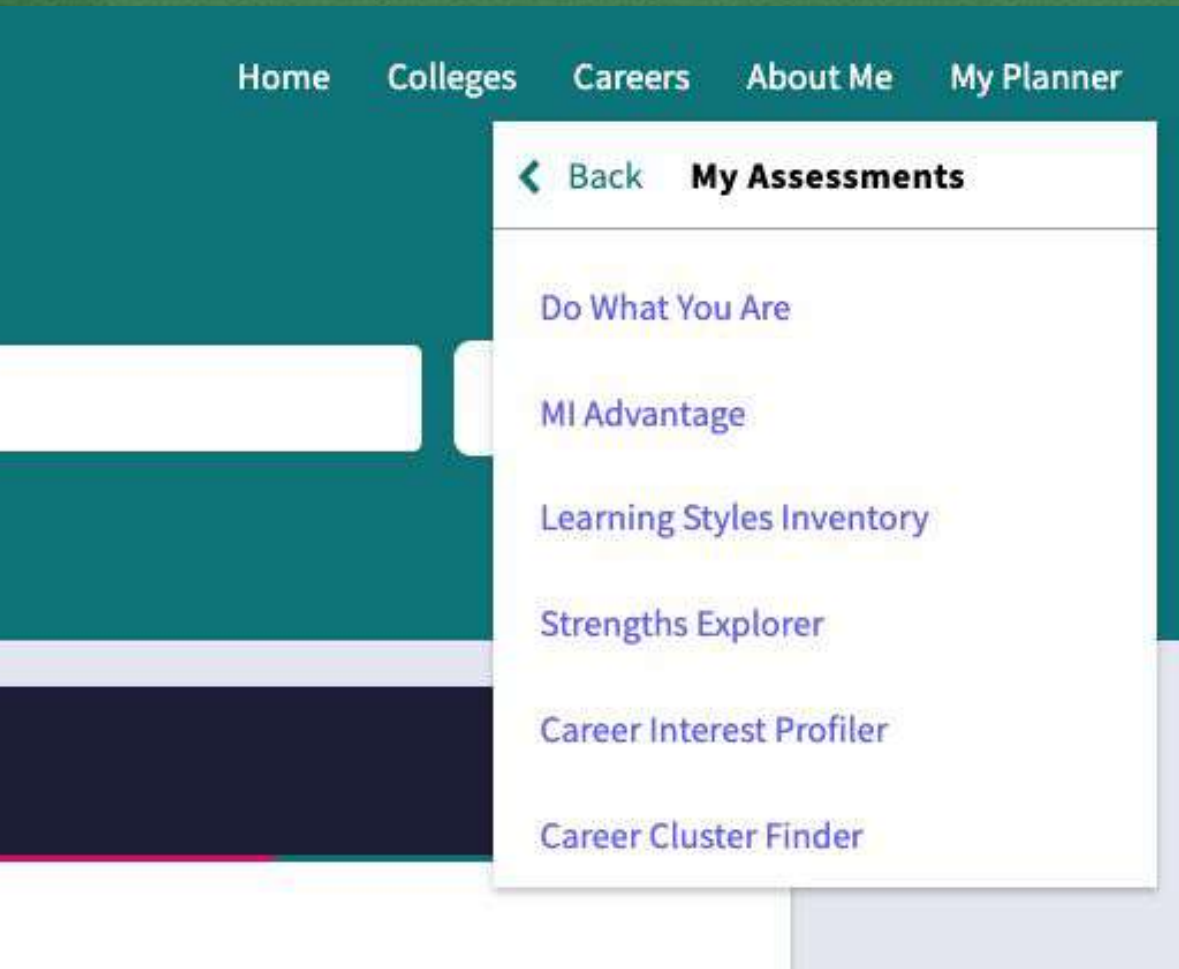 Home Colleges Careers About Me My Planner
Back My Assessments
Do What You Are
MI Advantage
Learning Styles Inventory
Strengths Explorer
Career Interest Profiler
Career Cluster Finder